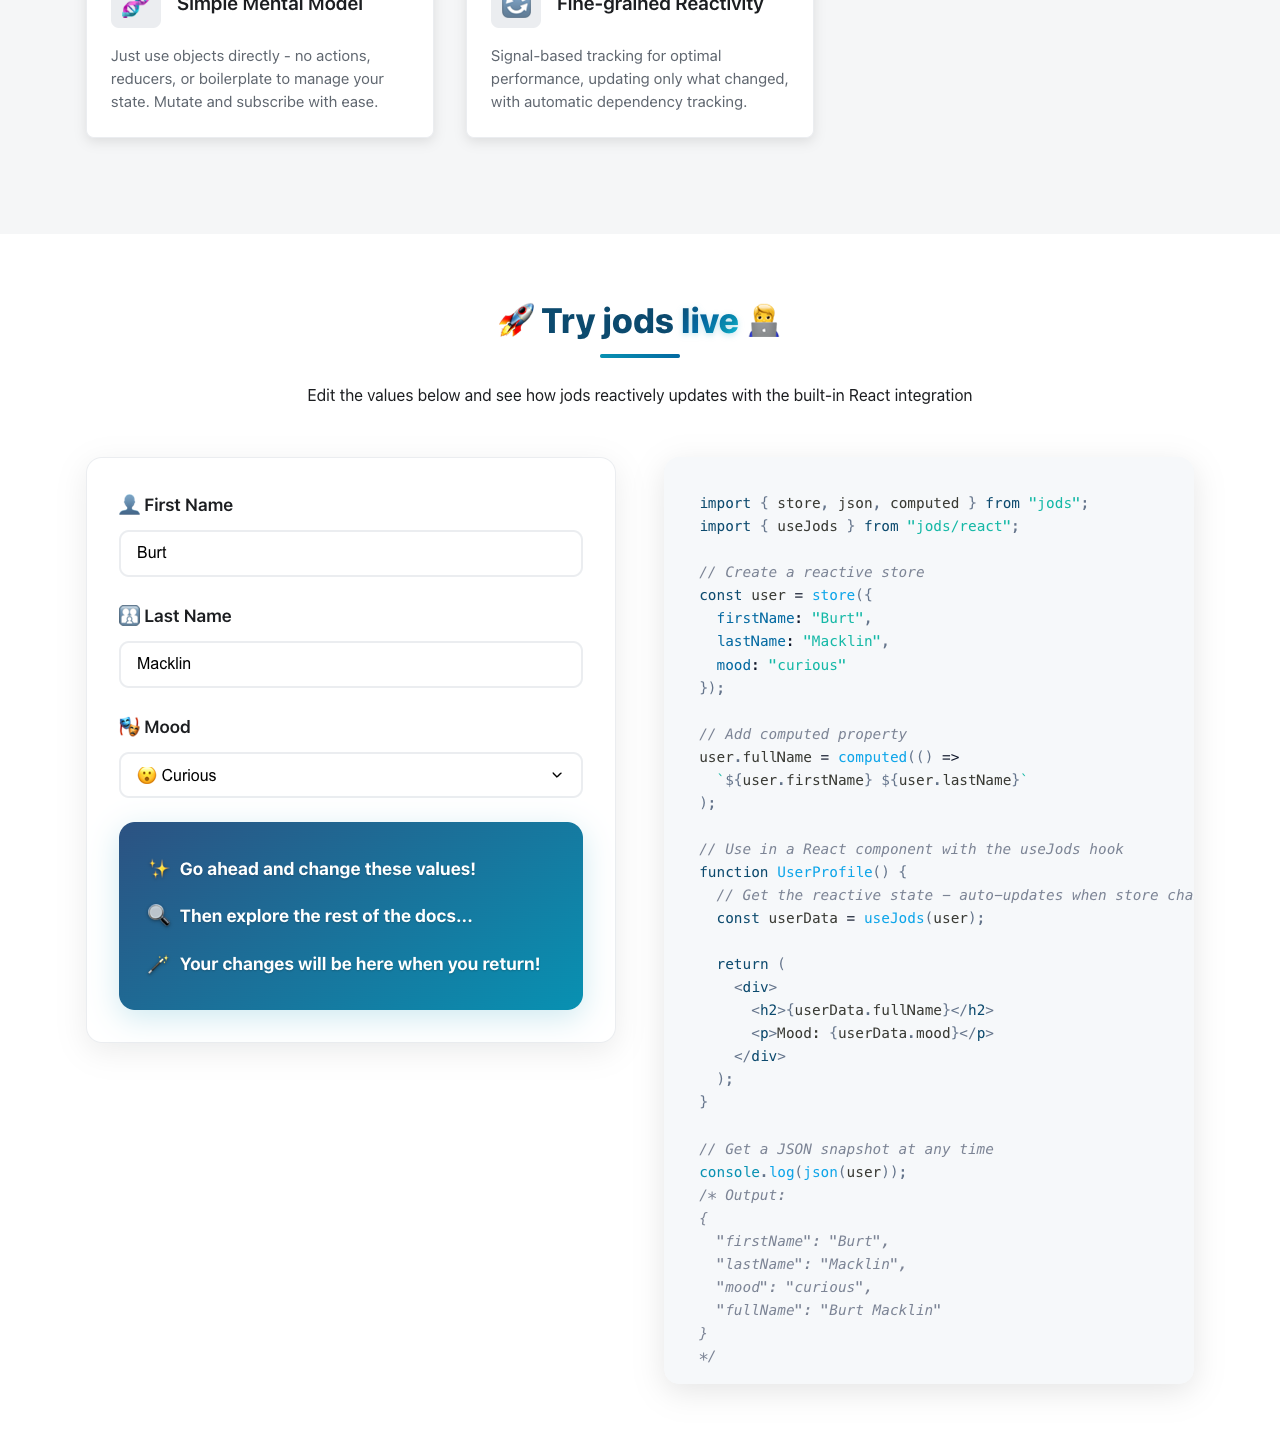 Simple Mental Model
Just use objects directly - no actions,
reducers, or boilerplate to manage your
state. Mutate and subscribe with ease.
Fine-grained Reactivity
Signal-based tracking for optimal
performance, updating only what changed,
with automatic dependency tracking.
🚀 Try jods live 👨‍💻
Edit the values below and see how jods reactively updates with the built-in React integration
👤 First Name
Burt
Last Name
Macklin
🎭 Mood
😮 Curious
✨ Go ahead and change these values!
🔍 Then explore the rest of the docs...
🪄 Your changes will be here when you return!
import { store, json, computed } from "jods";
import { useJods } from "jods/react";

// Create a reactive store
const user = store({
  firstName: "Burt",
  lastName: "Macklin",
  mood: "curious"
});

// Add computed property
user.fullName = computed(() =>
  `${user.firstName} ${user.lastName}`
);

// Use in a React component with the useJods hook
function UserProfile() {
  // Get the reactive state - auto-updates when store cha
  const userData = useJods(user);

  return (
    <div>
      <h2>{userData.fullName}</h2>
      <p>Mood: {userData.mood}</p>
    </div>
  );
}

// Get a JSON snapshot at any time
console.log(json(user));
/* Output:
{
  "firstName": "Burt",
  "lastName": "Macklin",
  "mood": "curious",
  "fullName": "Burt Macklin"
}
*/